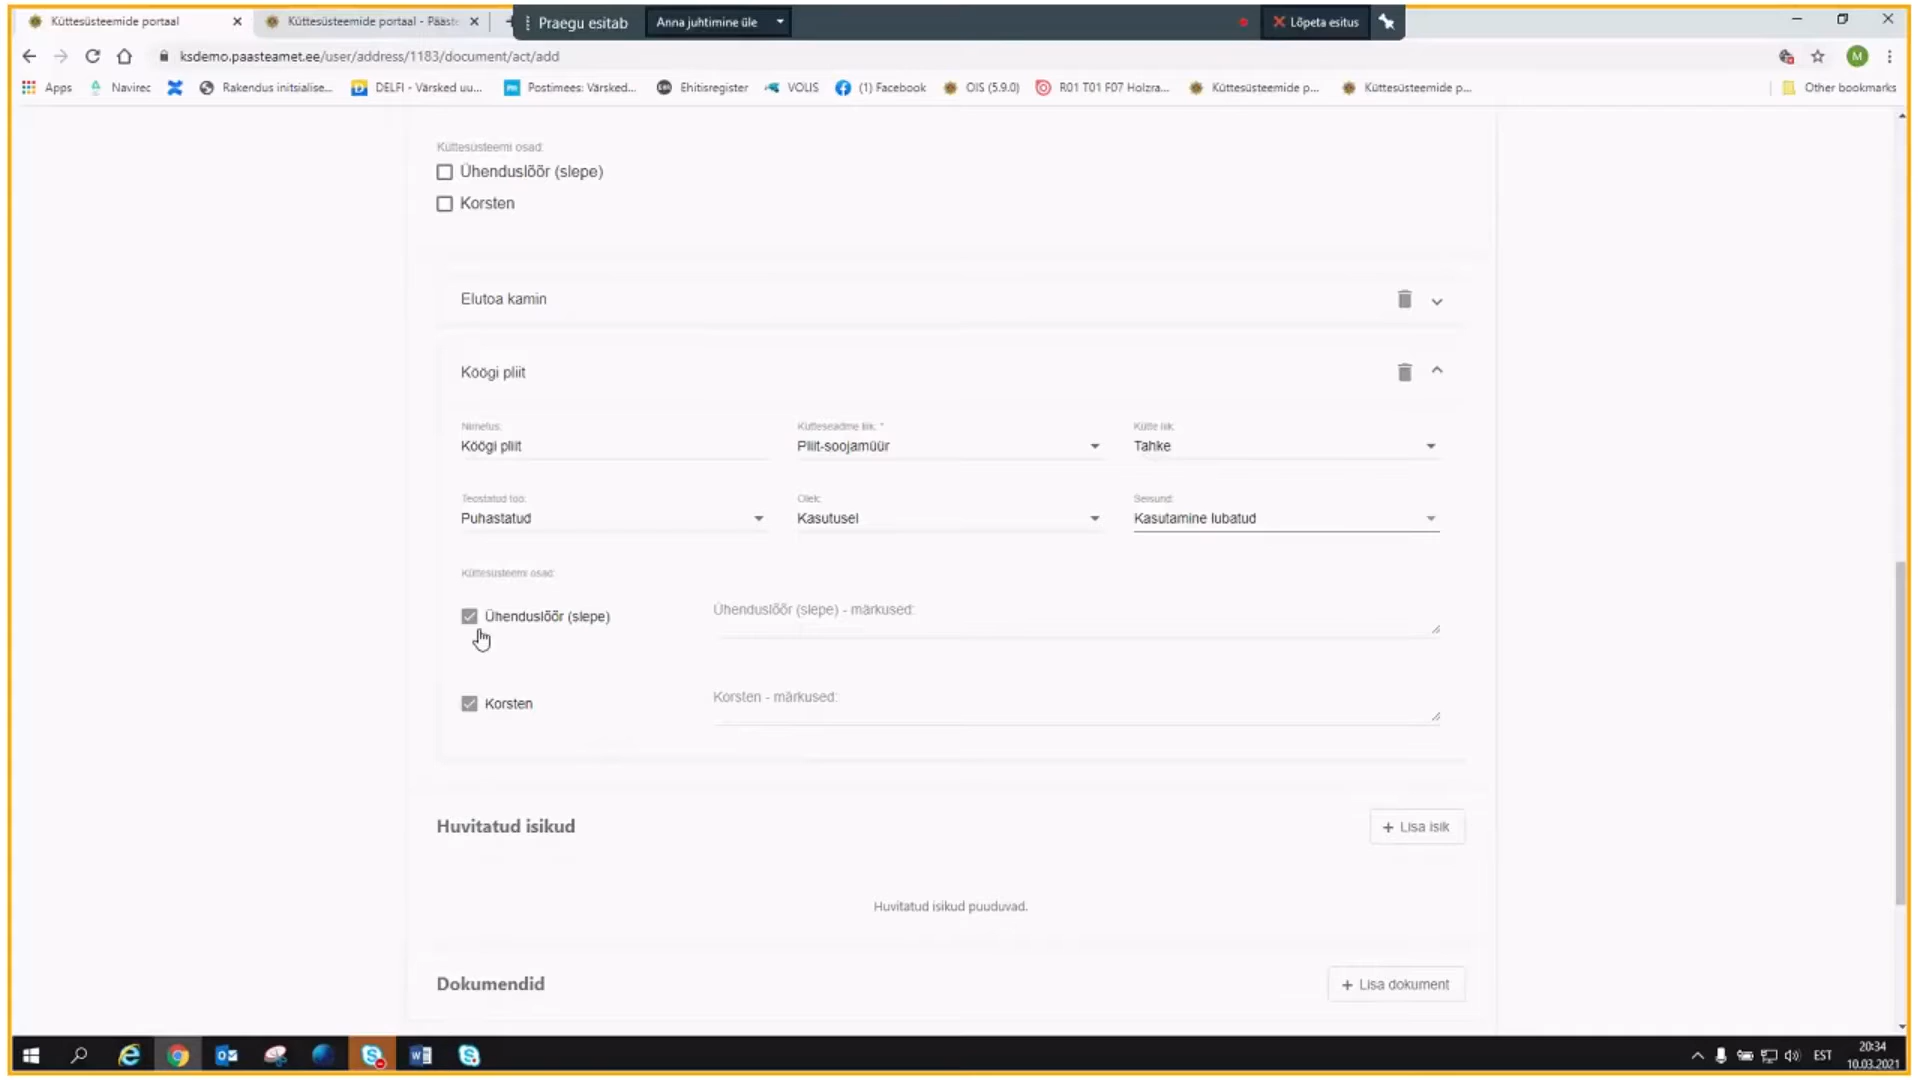 Küttesüsteemide portaal
Küttesüsteemide portaal - Pääste
Praegu esitab
Anna juhtimine üle
Lõpeta esitus
ksdemo.paasteamet.ee/user/address/1183/document/act/add
M
Apps
Navirec
Rakendus initsialise...
DELFI - Värsked uu...
Postimees: Värsked...
Ehitisregister
VOLIS
(1) Facebook
OIS (5.9.0)
R01 T01 F07 Holzra...
Küttesüsteemide p...
Küttesüsteemide p...
Other bookmarks
Küttesüsteemi osad:
Ühenduslõõr (slepe)
Korsten
Elutoa kamin
Köögi pliit
Nimetus:
Kütteseadme liik: *
Kütte liik:
Köögi pliit
Pliit-soojamüür
Tahke
Teostatud töö:
Olek:
Seisund:
Puhastatud
Kasutusel
Kasutamine lubatud
Küttesüsteemi osad:
Ühenduslõõr (slepe)
Ühenduslõõr (slepe) - märkused:
Korsten
Korsten - märkused:
Huvitatud isikud
+ Lisa isik
Huvitatud isikud puuduvad.
Dokumendid
+ Lisa dokument
EST
20:34
10.03.2021